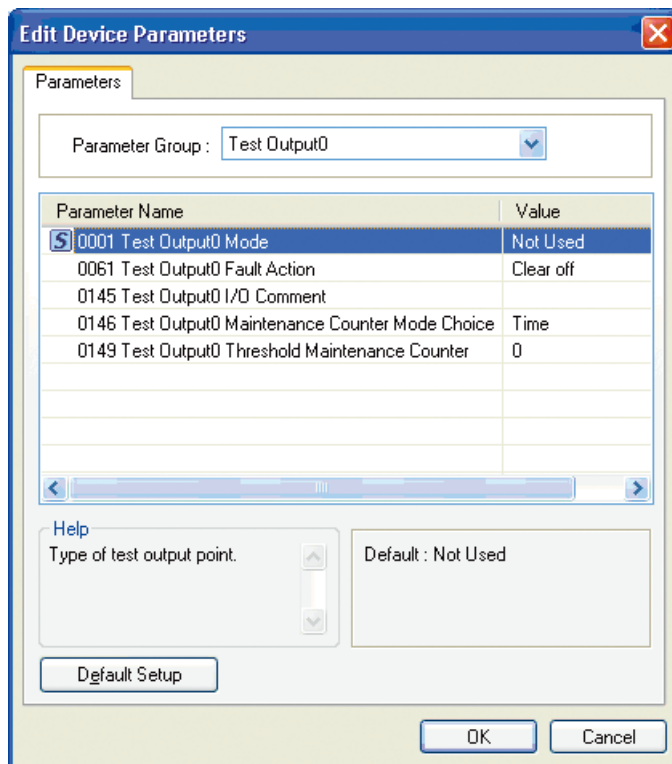 Edit Device Parameters
Parameters
Parameter Group : Test Output0
Parameter Name Value
S 0001 Test Output0 Mode Not Used
0061 Test Output0 Fault Action Clear off
0145 Test Output0 I/O Comment
0146 Test Output0 Maintenance Counter Mode Choice Time
0149 Test Output0 Threshold Maintenance Counter 0
Help
Type of test output point.
Default : Not Used
Default Setup
OK Cancel